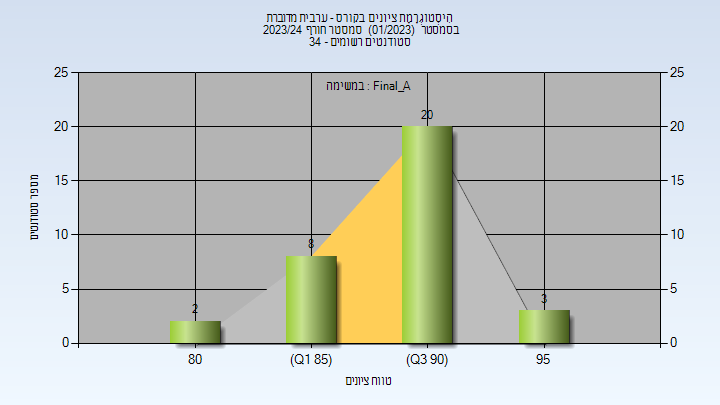 היסטוגרמת ציונים בקורס - ערבית מדוברת
בסמסטר (01/2023) סמסטר חורף 2023/24
סטודנטים רשומים - 34
במשימה : Final_A
מספר סטודנטים
25
20
15
10
5
0
25
20
15
10
5
0
2
8
20
3
80
(Q1 85)
(Q3 90)
95
טווח ציונים